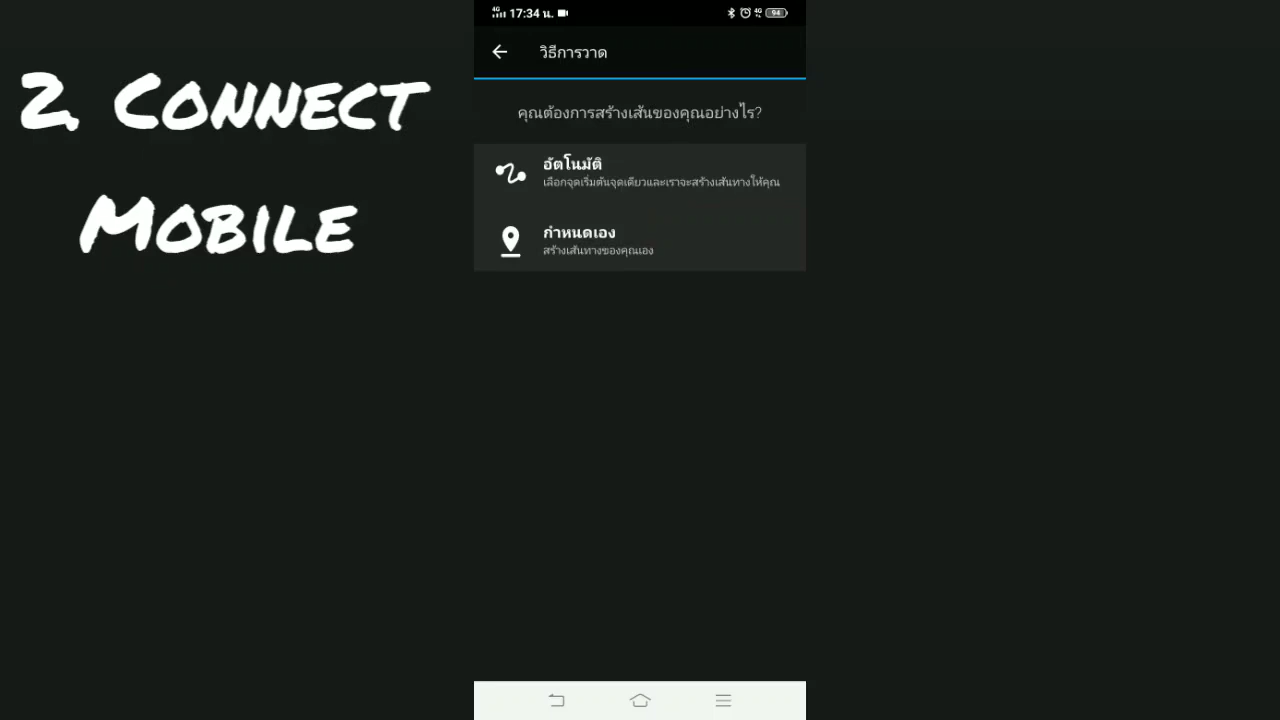 2. CONNECT
MOBILE
4G 17:34 น. 4G 94
วิธีการวาด
คุณต้องการสร้างเส้นของคุณอย่างไร?
อัตโนมัติ
เลือกจุดเริ่มต้นจุดเดียวและเราจะสร้างเส้นทางให้คุณ
กำหนดเอง
สร้างเส้นทางของคุณเอง